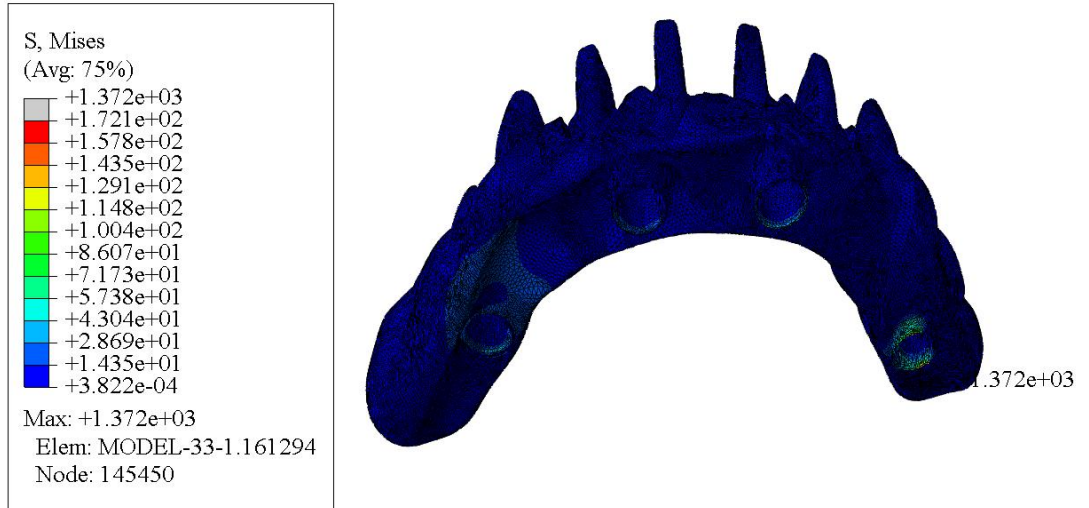 S, Mises
(Avg: 75%)
+1.372e+03
+1.721e+02
+1.578e+02
+1.435e+02
+1.291e+02
+1.148e+02
+1.004e+02
+8.607e+01
+7.173e+01
+5.738e+01
+4.304e+01
+2.869e+01
+1.435e+01
+3.822e-04
Max: +1.372e+03
Elem: MODEL-33-1.161294
Node: 145450
1.372e+03